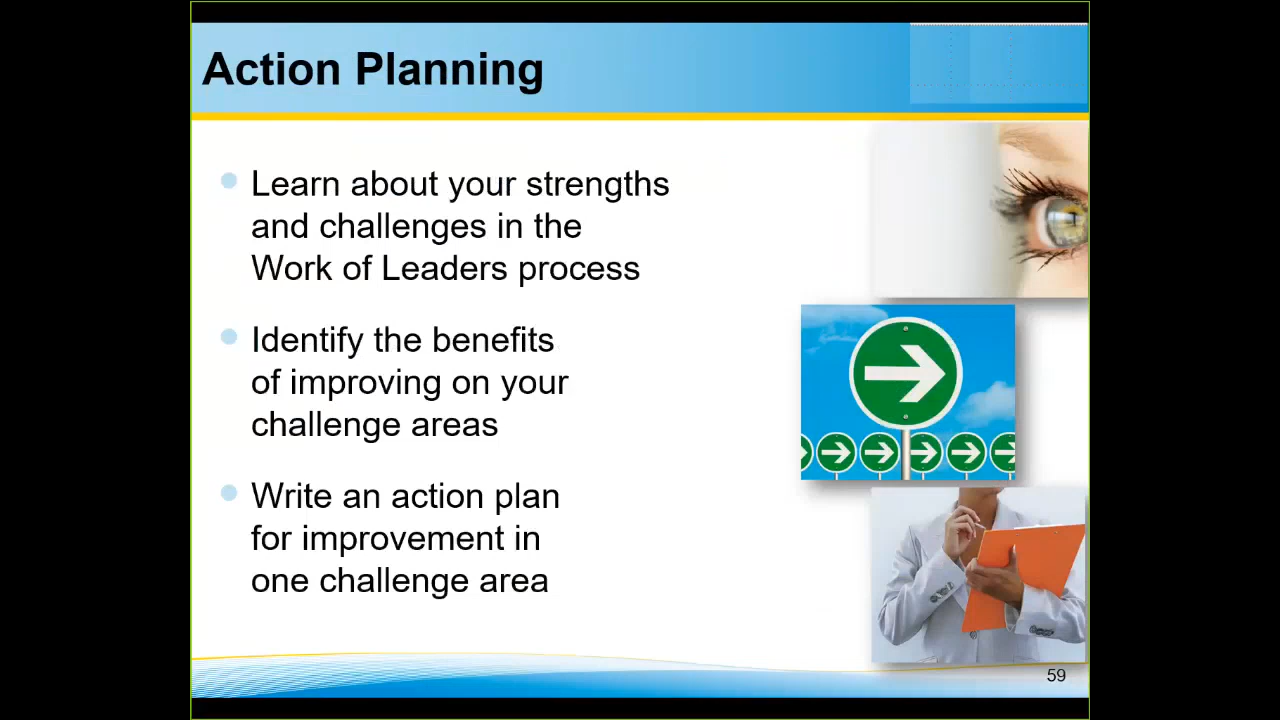 Action Planning
Learn about your strengths
and challenges in the
Work of Leaders process
Identify the benefits
of improving on your
challenge areas
Write an action plan
for improvement in
one challenge area
59